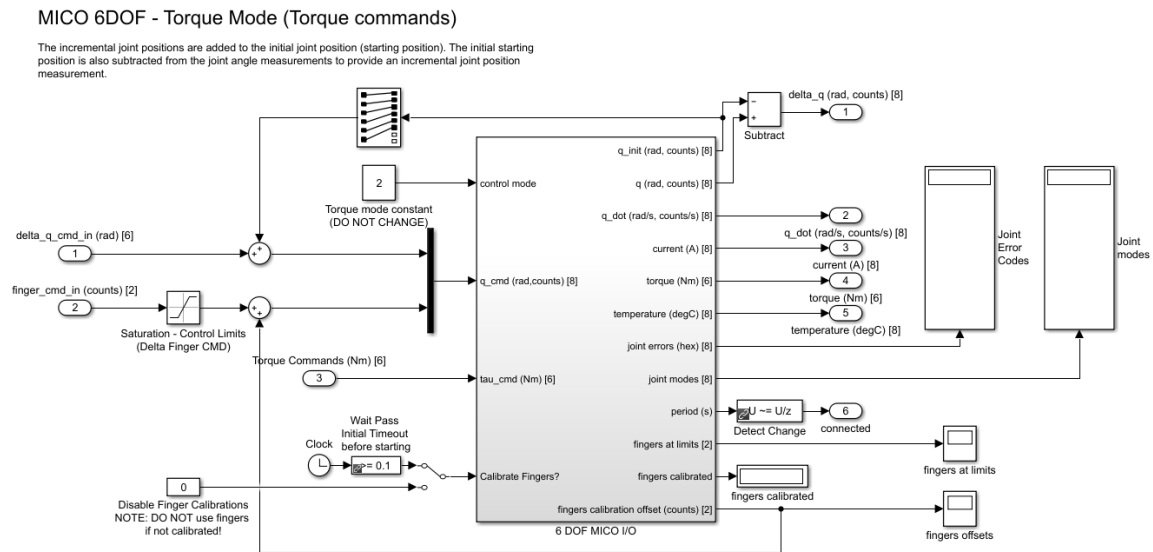 MICO 6DOF - Torque Mode (Torque commands)
The incremental joint positions are added to the initial joint position (starting position). The initial starting
position is also subtracted from the joint angle measurements to provide an incremental joint position
measurement.
delta_q (rad, counts) [8]
1
Subtract
q_init (rad, counts) [8]
2
control mode
q (rad, counts) [8]
Torque mode constant
(DO NOT CHANGE)
q_dot (rad/s, counts/s) [8]
2
q_dot (rad/s, counts/s) [8]
delta_q_cmd_in (rad) [6]
1
current (A) [8]
3
current (A) [8]
Joint
Error
Codes
Joint
modes
finger_cmd_in (counts) [2]
2
q_cmd (rad,counts) [8]
torque (Nm) [6]
4
torque (Nm) [6]
Saturation - Control Limits
(Delta Finger CMD)
temperature (degC) [8]
5
temperature (degC) [8]
joint errors (hex) [8]
Torque Commands (Nm) [6]
3
tau_cmd (Nm) [6]
joint modes [8]
period (s)
U ~= U/z
Detect Change
6
connected
Wait Pass
Initial Timeout
before starting
Clock
>= 0.1
fingers at limits [2]
fingers at limits
Calibrate Fingers?
fingers calibrated
fingers calibrated
0
Disable Finger Calibrations
NOTE: DO NOT use fingers
if not calibrated!
fingers calibration offset (counts) [2]
fingers offsets
6 DOF MICO I/O